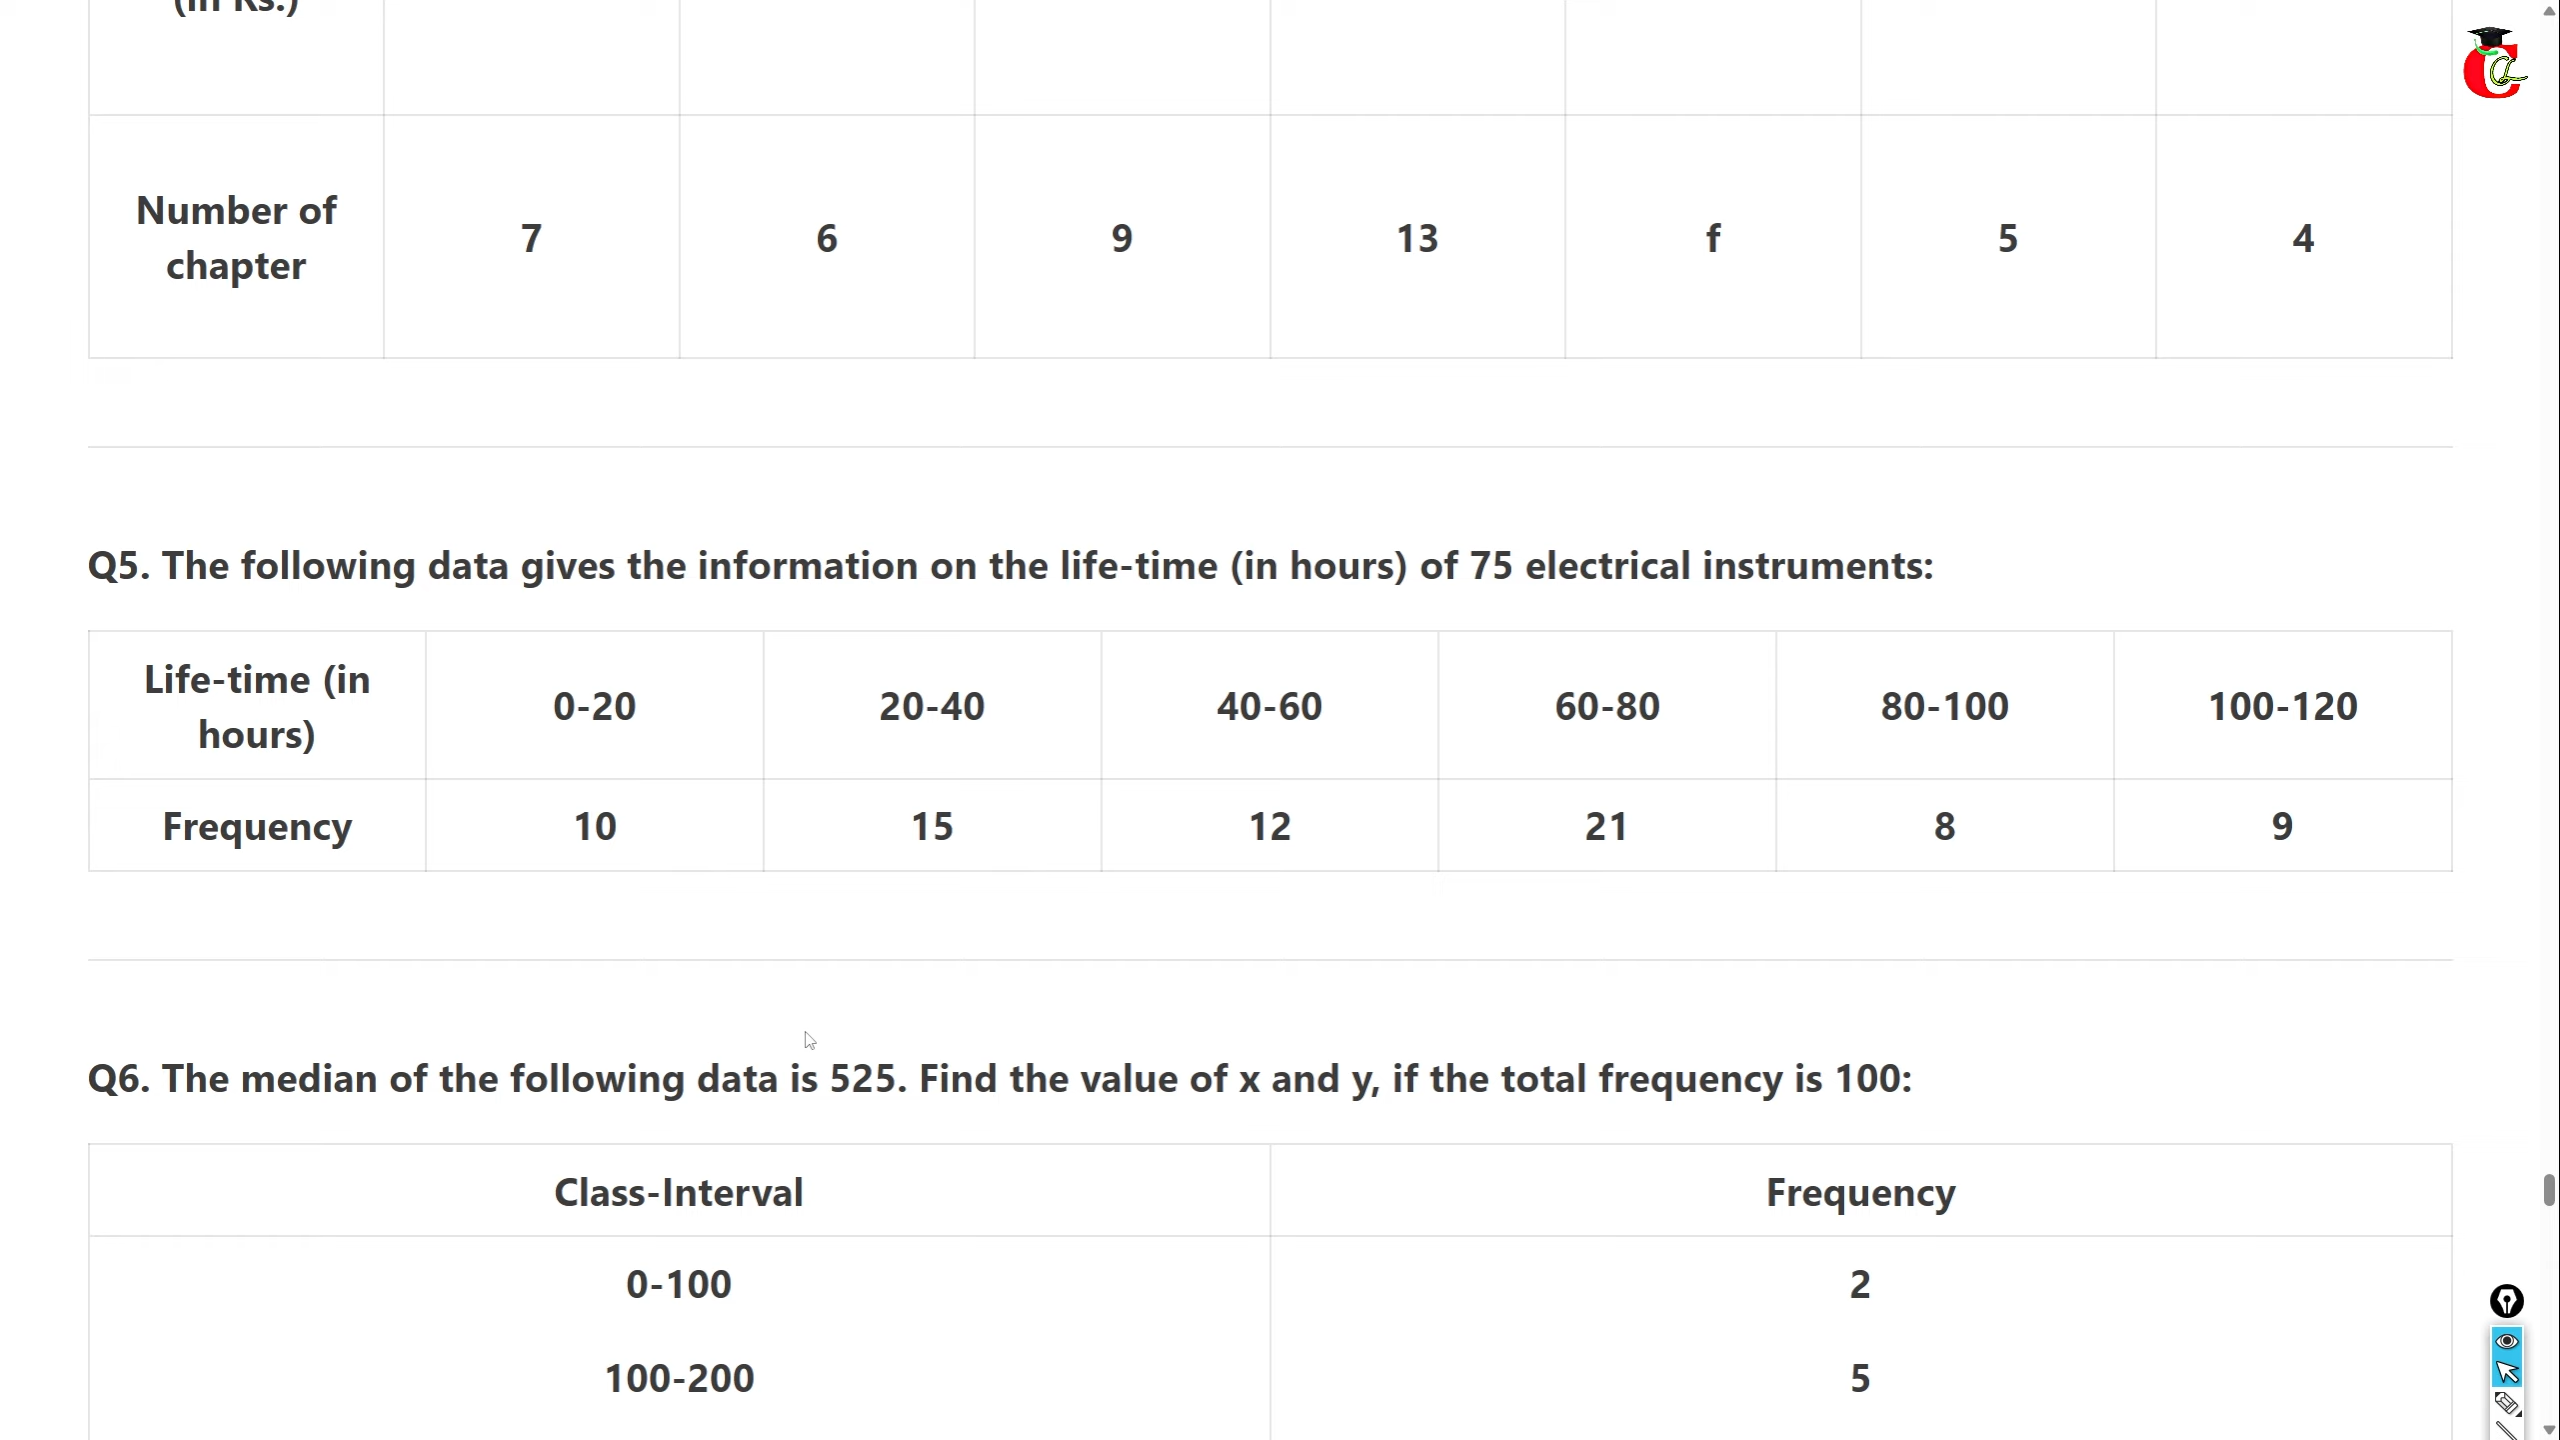 (in Rs.)
Number of chapter 7 6 9 13 f 5 4
Q5. The following data gives the information on the life-time (in hours) of 75 electrical instruments:
Life-time (in hours) 0-20 20-40 40-60 60-80 80-100 100-120
Frequency 10 15 12 21 8 9
Q6. The median of the following data is 525. Find the value of x and y, if the total frequency is 100:
Class-Interval Frequency
0-100 2
100-200 5